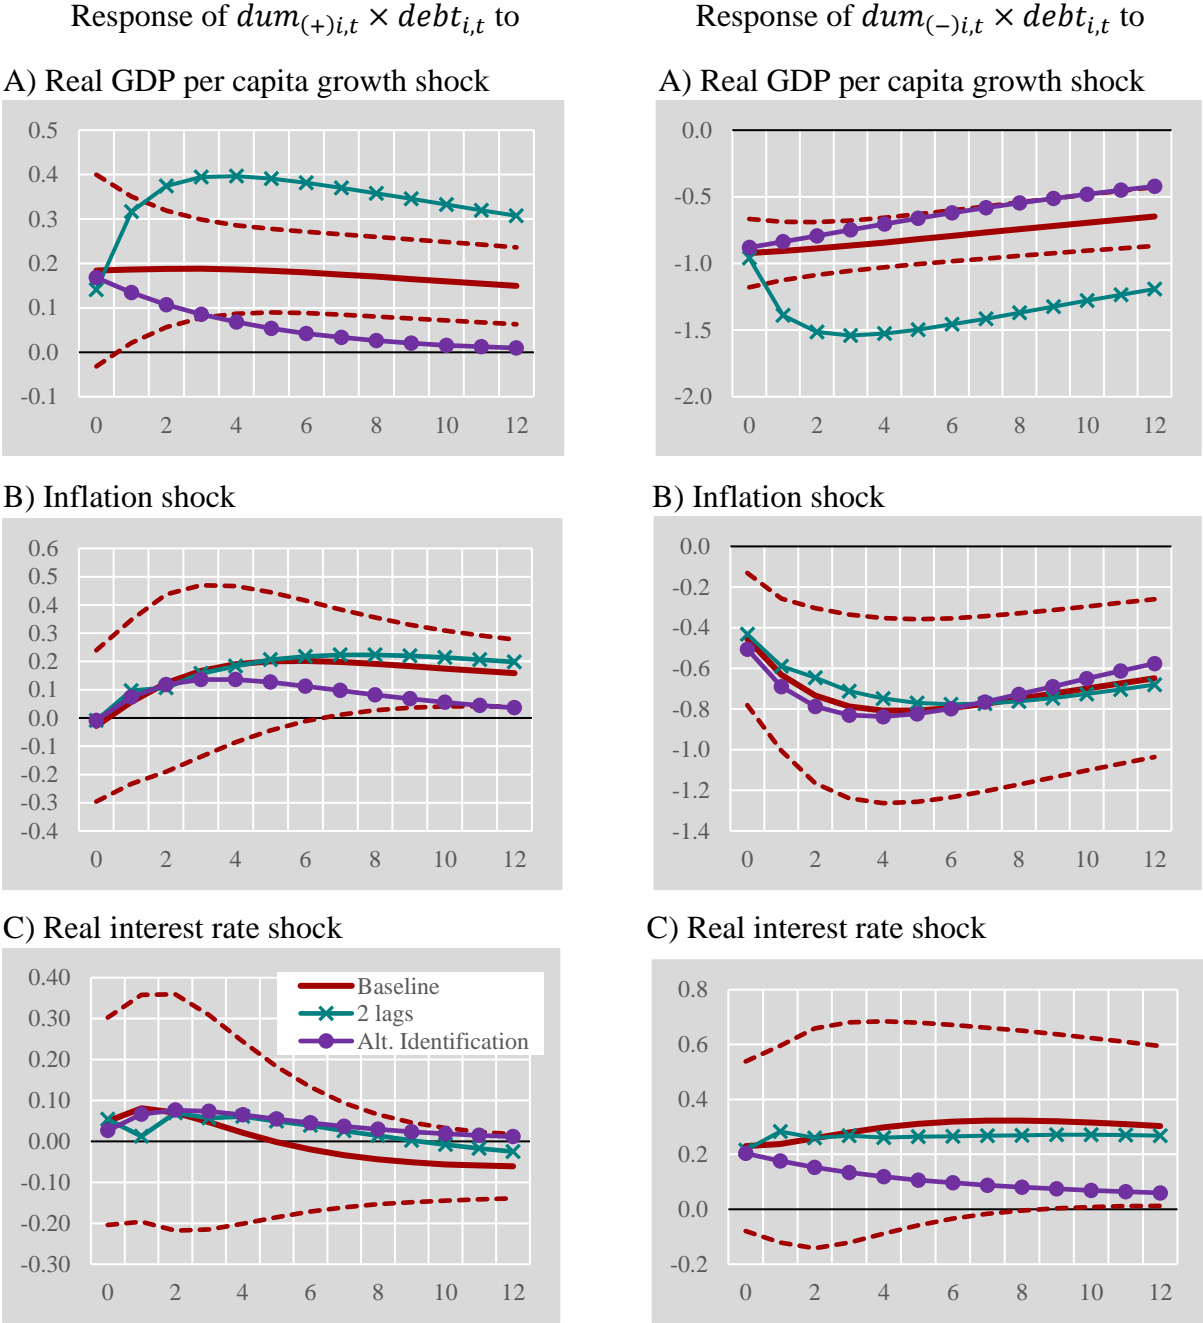 Response of dum(+)i,t × debti,t to
A) Real GDP per capita growth shock
0.5
0.4
0.3
0.2
0.1
0.0
-0.1
0 2 4 6 8 10 12
B) Inflation shock
0.6
0.5
0.4
0.3
0.2
0.1
0.0
-0.1
-0.2
-0.3
-0.4
0 2 4 6 8 10 12
C) Real interest rate shock
0.40
0.30
0.20
0.10
0.00
-0.10
-0.20
-0.30
0 2 4 6 8 10 12
Baseline
2 lags
Alt. Identification
Response of dum(−)i,t × debti,t to
A) Real GDP per capita growth shock
0.0
-0.5
-1.0
-1.5
-2.0
0 2 4 6 8 10 12
B) Inflation shock
0.0
-0.2
-0.4
-0.6
-0.8
-1.0
-1.2
-1.4
0 2 4 6 8 10 12
C) Real interest rate shock
0.8
0.6
0.4
0.2
0.0
-0.2
0 2 4 6 8 10 12